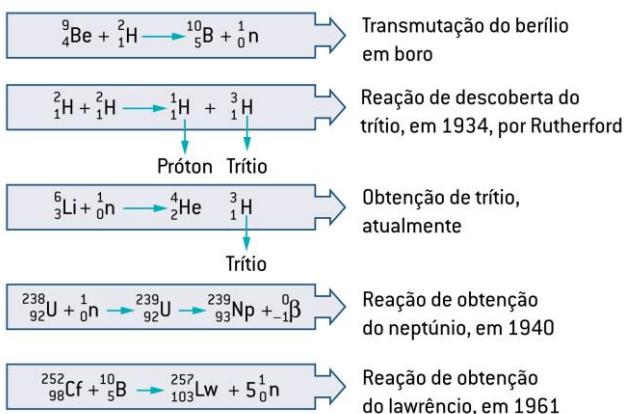 ⁹₄Be + ²₁H ⟶ ¹⁰₅B + ¹₀n
Transmutação do berílio
em boro
²₁H + ²₁H ⟶ ¹₁H + ³₁H
Próton Trítio
Reação de descoberta do
trítio, em 1934, por Rutherford
⁶₃Li + ¹₀n ⟶ ⁴₂He ³₁H
Trítio
Obtenção de trítio,
atualmente
²³⁸₉₂U + ¹₀n ⟶ ²³⁹₉₂U ⟶ ²³⁹₉₃Np + ⁰₋₁β
Reação de obtenção
do neptúnio, em 1940
²⁵²₉₈Cf + ¹⁰₅B ⟶ ²⁵⁷₁₀₃Lw + 5¹₀n
Reação de obtenção
do lawrêncio, em 1961